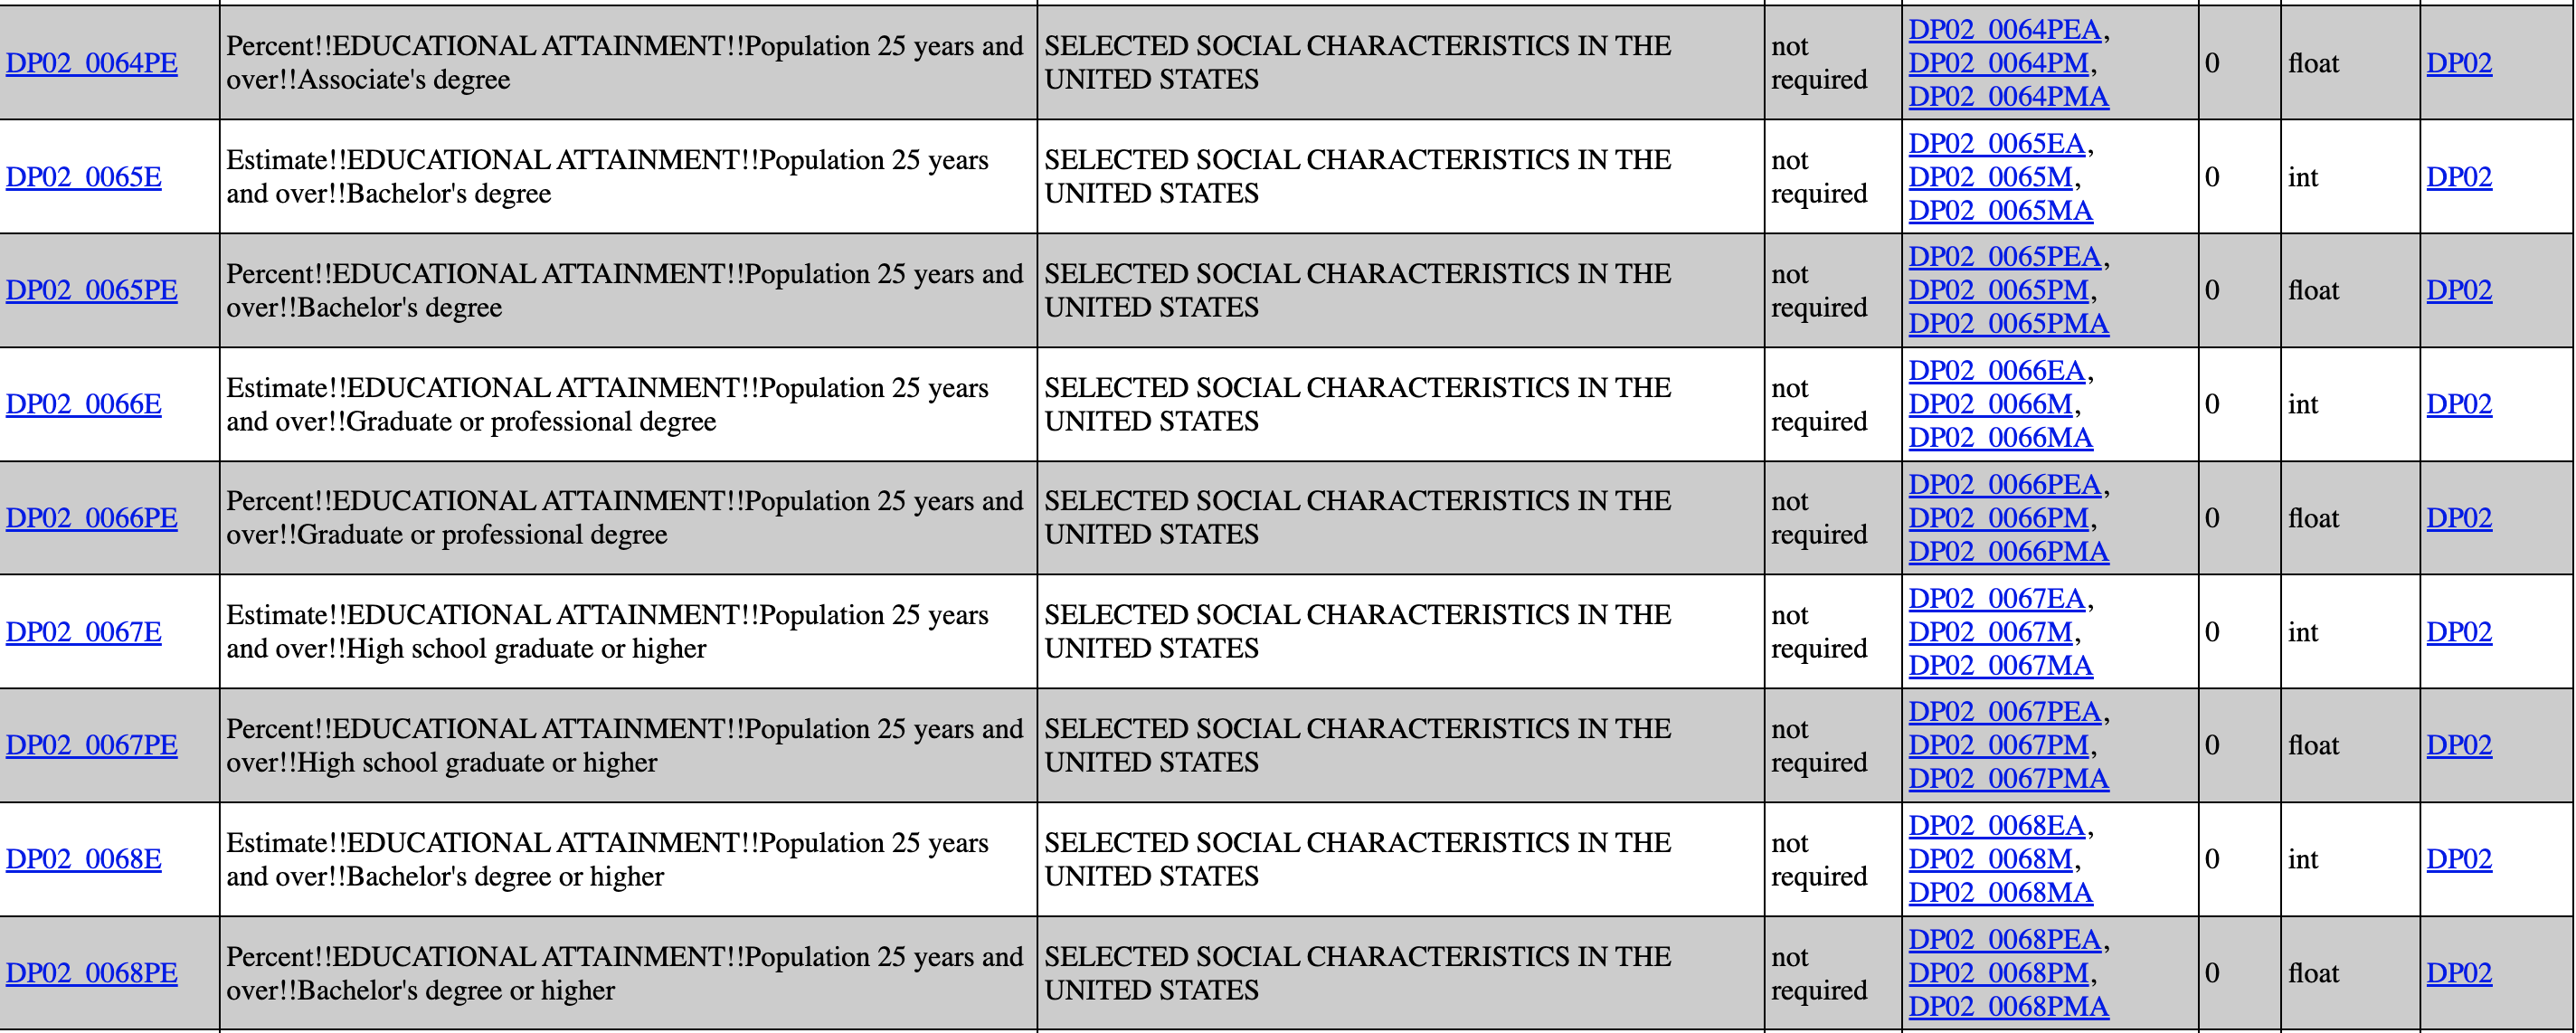 DP02_0064PE
Percent!!EDUCATIONAL ATTAINMENT!!Population 25 years and
over!!Associate's degree
SELECTED SOCIAL CHARACTERISTICS IN THE
UNITED STATES
not
required
DP02_0064PEA,
DP02_0064PM,
DP02_0064PMA
0
float
DP02
DP02_0065E
Estimate!!EDUCATIONAL ATTAINMENT!!Population 25 years
and over!!Bachelor's degree
SELECTED SOCIAL CHARACTERISTICS IN THE
UNITED STATES
not
required
DP02_0065EA,
DP02_0065M,
DP02_0065MA
0
int
DP02
DP02_0065PE
Percent!!EDUCATIONAL ATTAINMENT!!Population 25 years and
over!!Bachelor's degree
SELECTED SOCIAL CHARACTERISTICS IN THE
UNITED STATES
not
required
DP02_0065PEA,
DP02_0065PM,
DP02_0065PMA
0
float
DP02
DP02_0066E
Estimate!!EDUCATIONAL ATTAINMENT!!Population 25 years
and over!!Graduate or professional degree
SELECTED SOCIAL CHARACTERISTICS IN THE
UNITED STATES
not
required
DP02_0066EA,
DP02_0066M,
DP02_0066MA
0
int
DP02
DP02_0066PE
Percent!!EDUCATIONAL ATTAINMENT!!Population 25 years and
over!!Graduate or professional degree
SELECTED SOCIAL CHARACTERISTICS IN THE
UNITED STATES
not
required
DP02_0066PEA,
DP02_0066PM,
DP02_0066PMA
0
float
DP02
DP02_0067E
Estimate!!EDUCATIONAL ATTAINMENT!!Population 25 years
and over!!High school graduate or higher
SELECTED SOCIAL CHARACTERISTICS IN THE
UNITED STATES
not
required
DP02_0067EA,
DP02_0067M,
DP02_0067MA
0
int
DP02
DP02_0067PE
Percent!!EDUCATIONAL ATTAINMENT!!Population 25 years and
over!!High school graduate or higher
SELECTED SOCIAL CHARACTERISTICS IN THE
UNITED STATES
not
required
DP02_0067PEA,
DP02_0067PM,
DP02_0067PMA
0
float
DP02
DP02_0068E
Estimate!!EDUCATIONAL ATTAINMENT!!Population 25 years
and over!!Bachelor's degree or higher
SELECTED SOCIAL CHARACTERISTICS IN THE
UNITED STATES
not
required
DP02_0068EA,
DP02_0068M,
DP02_0068MA
0
int
DP02
DP02_0068PE
Percent!!EDUCATIONAL ATTAINMENT!!Population 25 years and
over!!Bachelor's degree or higher
SELECTED SOCIAL CHARACTERISTICS IN THE
UNITED STATES
not
required
DP02_0068PEA,
DP02_0068PM,
DP02_0068PMA
0
float
DP02